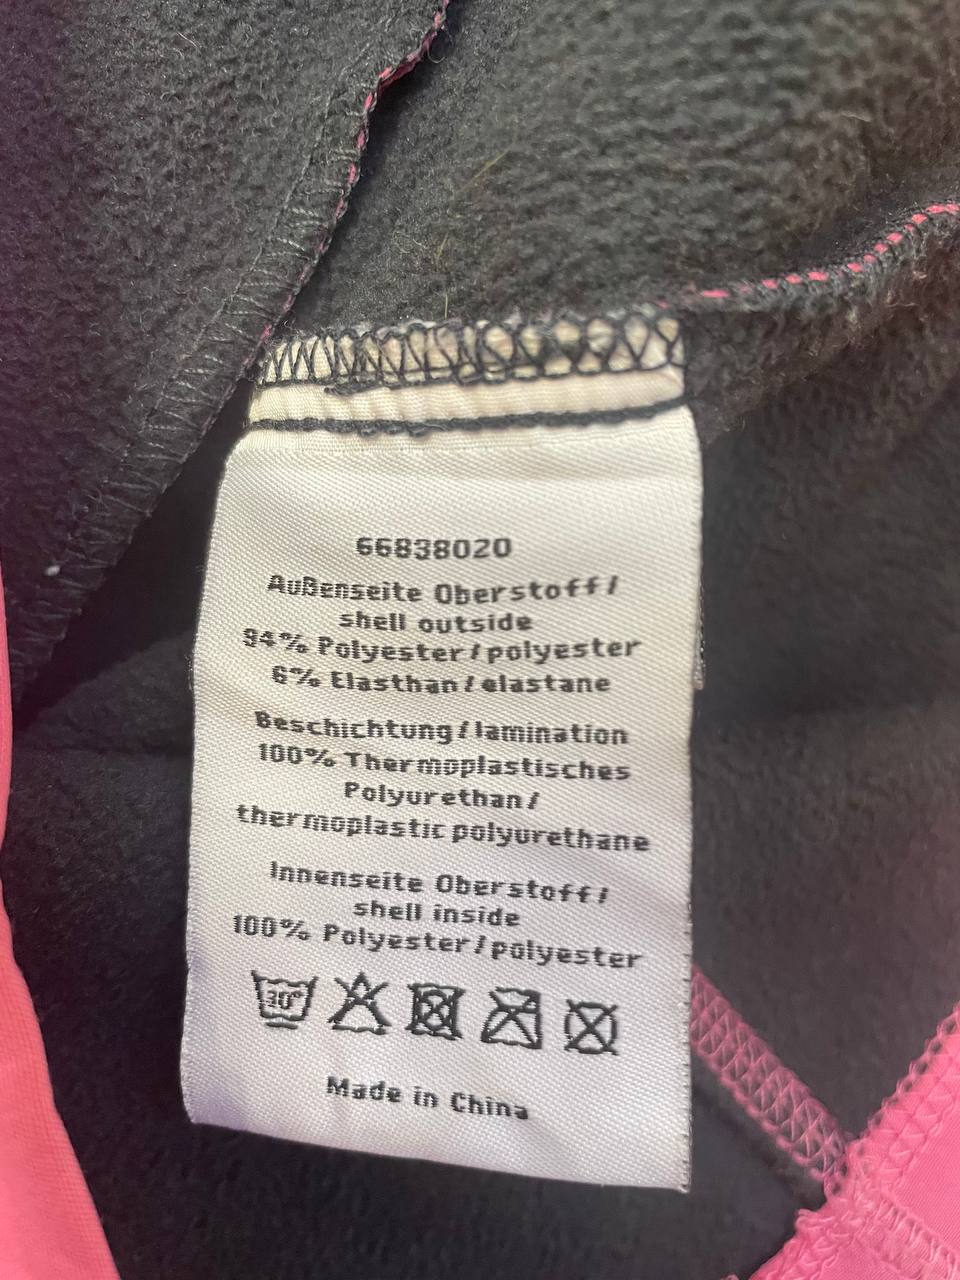 66838020
Außenseite Oberstoff/
shell outside
94% Polyester/polyester
6% Elasthan/elastane
Beschichtung/lamination
100% Thermoplastisches
Polyurethan/
thermoplastic polyurethane
Innenseite Oberstoff/
shell inside
100% Polyester/polyester
30°
Made in China